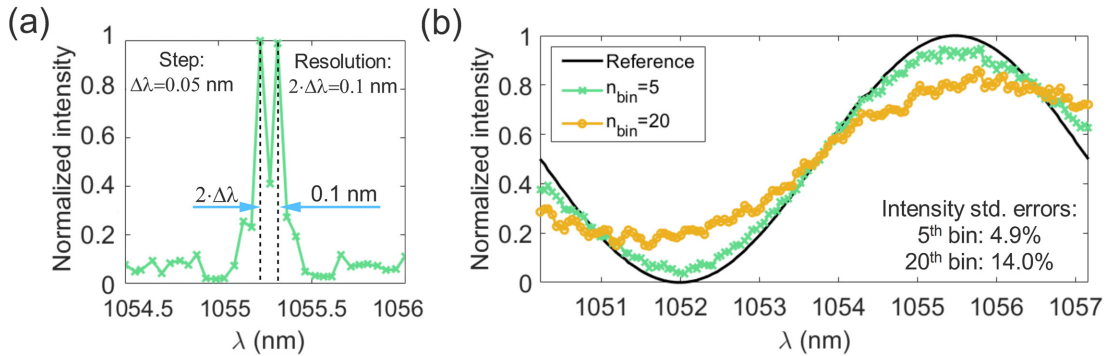 (a)
Normalized intensity
1
0.8
0.6
0.4
0.2
0
Step:
Δλ=0.05 nm
Resolution:
2·Δλ=0.1 nm
2·Δλ
0.1 nm
1054.5
1055
1055.5
1056
λ (nm)
(b)
Normalized intensity
1
0.8
0.6
0.4
0.2
0
Reference
n_bin=5
n_bin=20
Intensity std. errors:
5th bin: 4.9%
20th bin: 14.0%
1051
1052
1053
1054
1055
1056
1057
λ (nm)